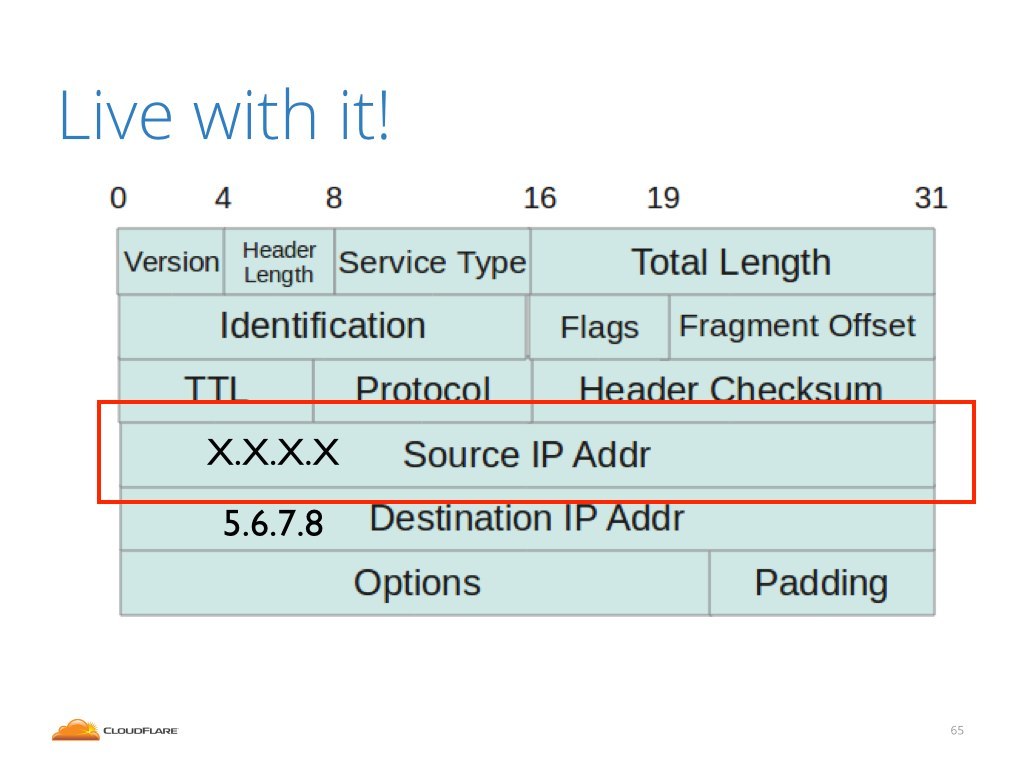 Live with it!
0 4 8 16 19 31
Version Header Length Service Type Total Length
Identification Flags Fragment Offset
TTL Protocol Header Checksum
X.X.X.X Source IP Addr
5.6.7.8 Destination IP Addr
Options Padding
CLOUDFLARE 65